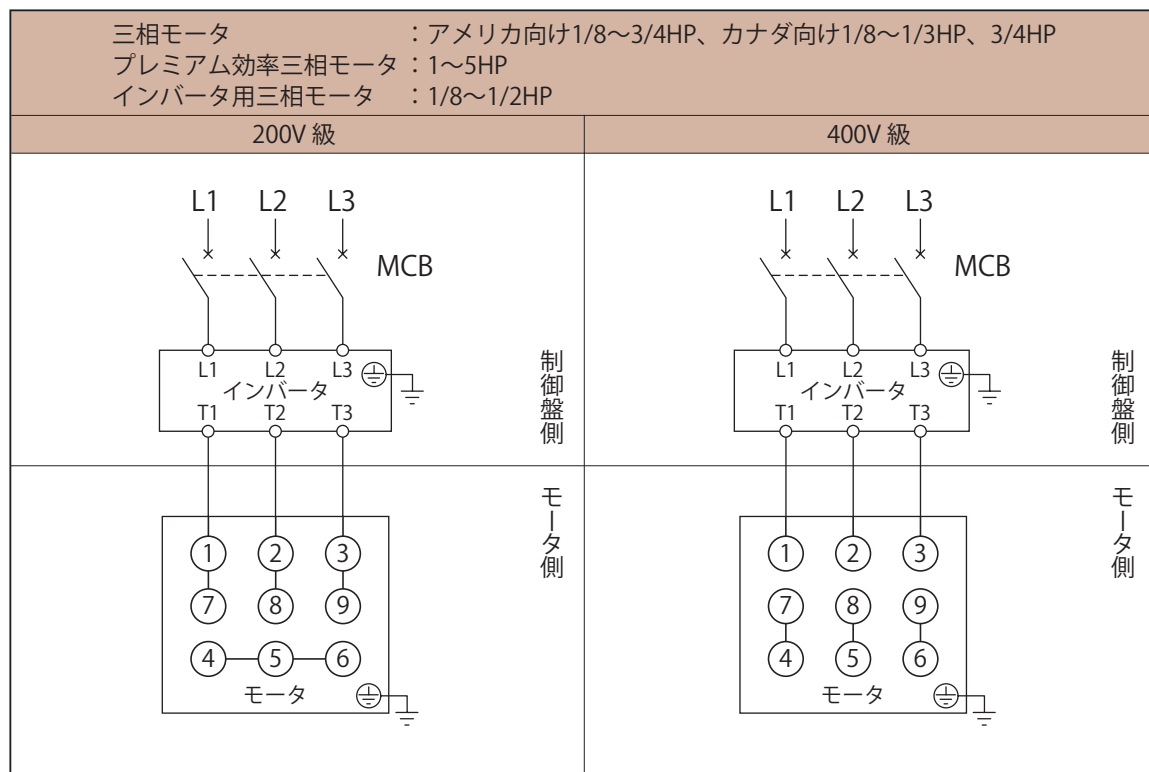 三相モータ：アメリカ向け1/8～3/4HP、カナダ向け1/8～1/3HP、3/4HP
プレミアム効率三相モータ：1～5HP
インバータ用三相モータ：1/8～1/2HP
200V 級
400V 級
L1 L2 L3
MCB
L1 L2 L3
インバータ
T1 T2 T3
制御盤側
モータ側
1 2 3
7 8 9
4 5 6
モータ
L1 L2 L3
MCB
L1 L2 L3
インバータ
T1 T2 T3
制御盤側
モータ側
1 2 3
7 8 9
4 5 6
モータ